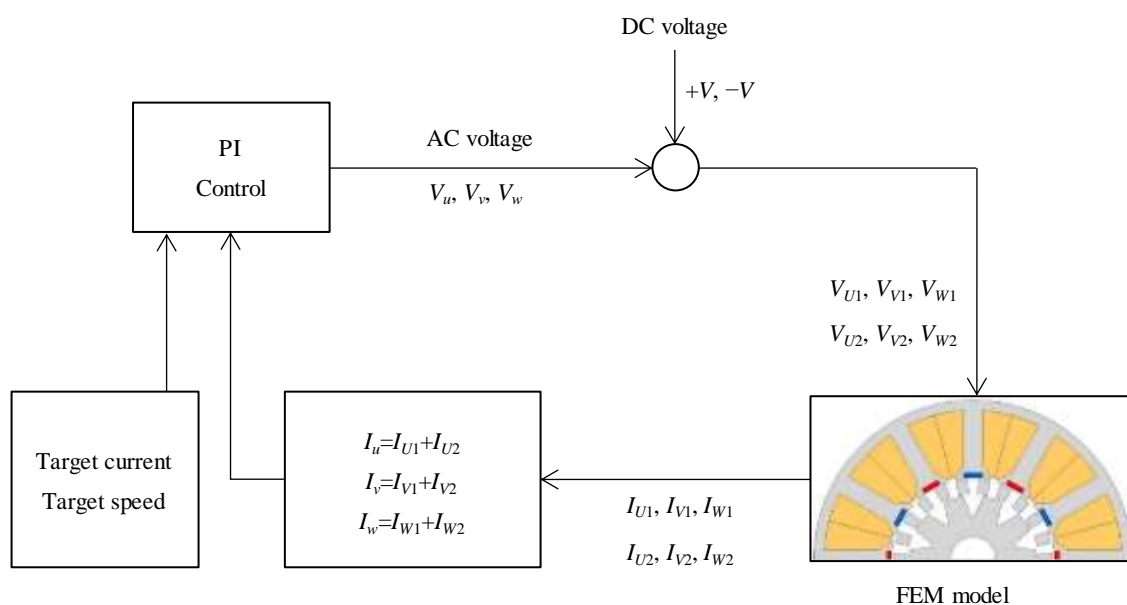 DC voltage
+V, −V
PI
Control
AC voltage
Vu, Vv, Vw
VU1, VV1, VW1
VU2, VV2, VW2
Target current
Target speed
Iu=IU1+IU2
Iv=IV1+IV2
Iw=IW1+IW2
IU1, IV1, IW1
IU2, IV2, IW2
FEM model